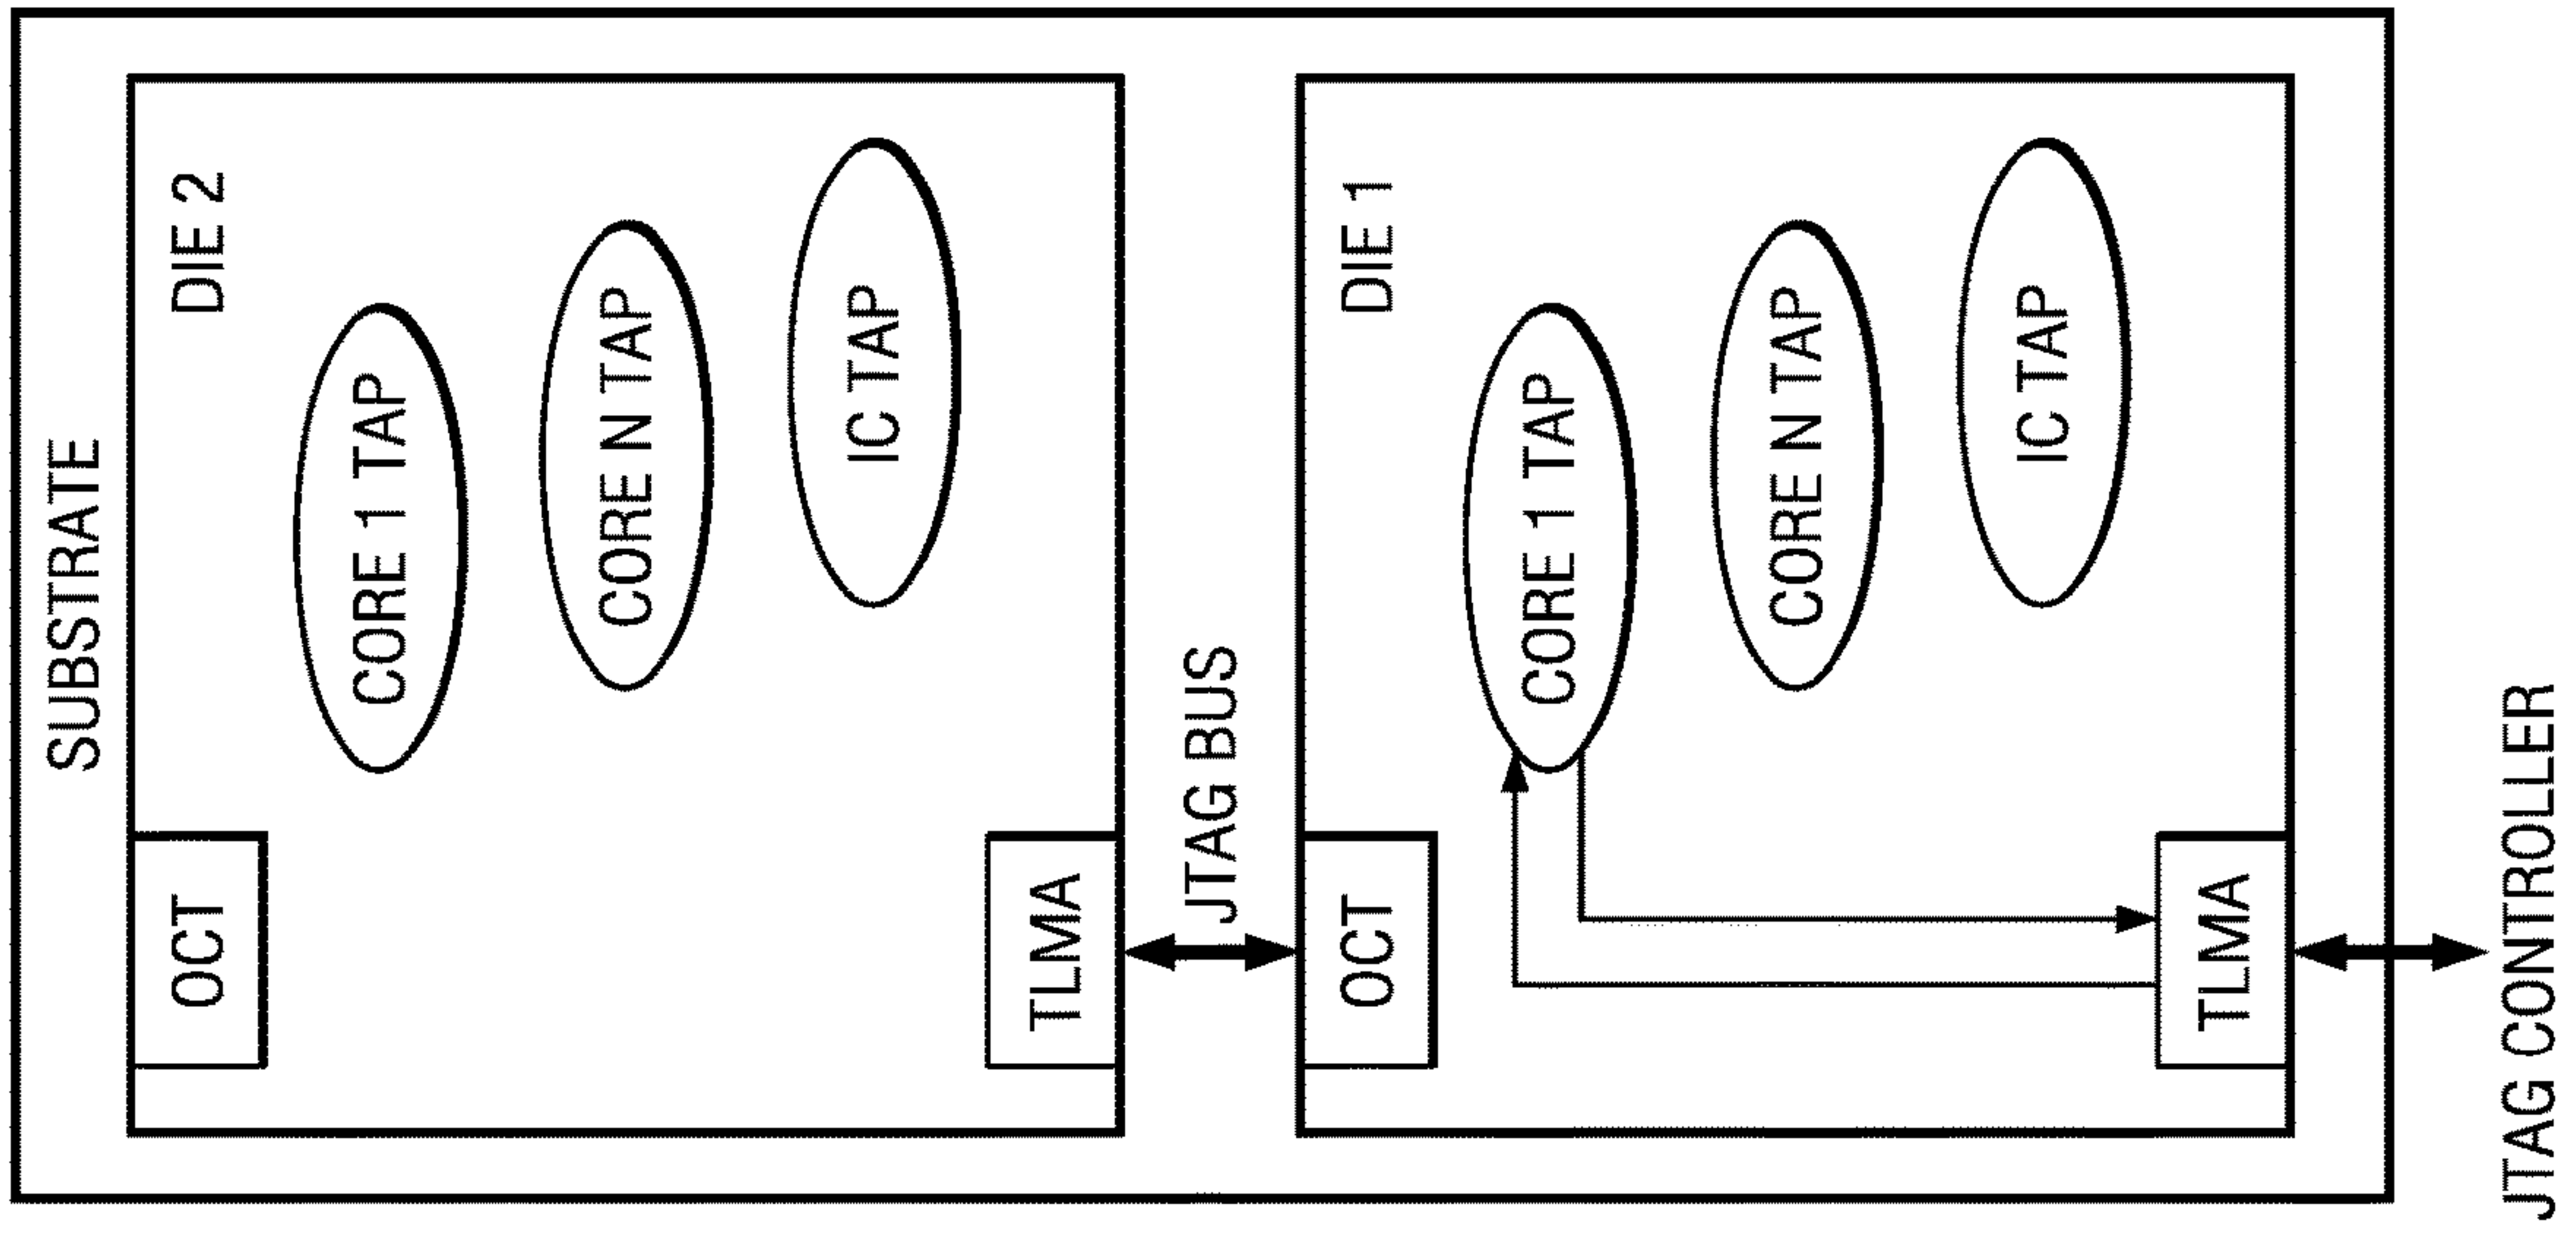 SUBSTRATE
DIE 2
CORE 1 TAP
CORE N TAP
IC TAP
OCT
TLMA
JTAG BUS
DIE 1
CORE 1 TAP
CORE N TAP
IC TAP
OCT
TLMA
JTAG CONTROLLER